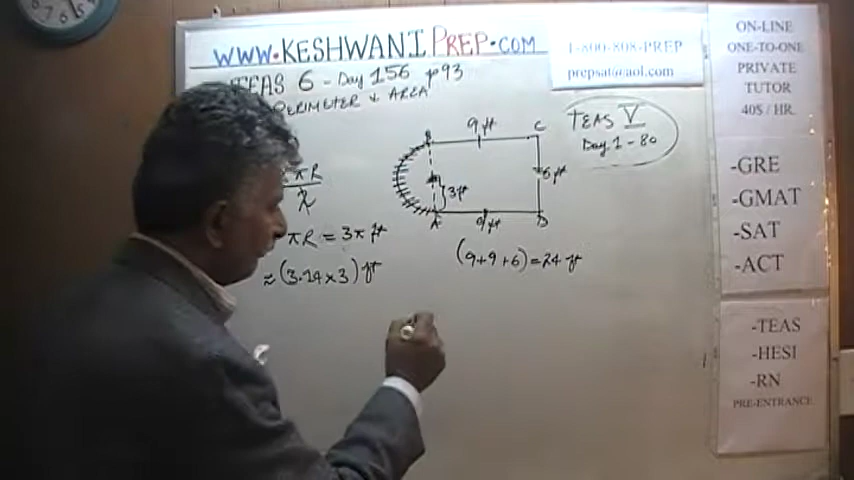 WWW.KESHWANIPREP.COM
1-800-808-PREP
prepsat@aol.com
TEAS 6 - Day 156 p93
PERIMETER & AREA
TEAS V
Day 1-80
9 ft
C
6 ft
3 ft
A
9 ft
D
πR
2
πR = 3π ft
≈ (3.14×3) ft
(9+9+6) = 24 ft
ON-LINE
ONE-TO-ONE
PRIVATE
TUTOR
40$ / HR.
-GRE
-GMAT
-SAT
-ACT
-TEAS
-HESI
-RN
PRE-ENTRANCE